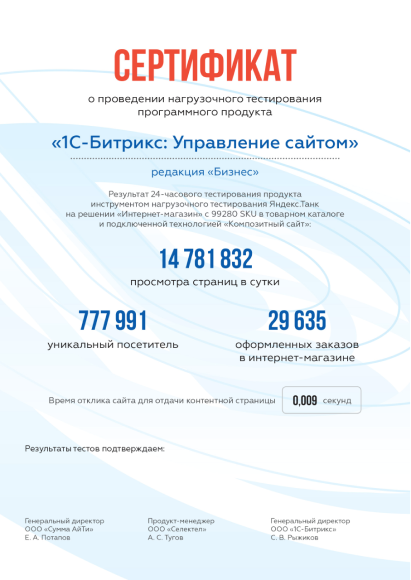 СЕРТИФИКАТ
о проведении нагрузочного тестирования
программного продукта
«1С-Битрикс: Управление сайтом»
редакция «Бизнес»
Результат 24-часового тестирования продукта
инструментом нагрузочного тестирования Яндекс.Танк
на решении «Интернет-магазин» с 99280 SKU в товарном каталоге
и подключенной технологией «Композитный сайт»:
14 781 832
просмотра страниц в сутки
777 991
уникальный посетитель
29 635
оформленных заказов
в интернет-магазине
Время отклика сайта для отдачи контентной страницы 0,009 секунд
Результаты тестов подтверждаем:
Генеральный директор
ООО «Сумма АйТи»
Е. А. Потапов
Продукт-менеджер
ООО «Селектел»
А. С. Тугов
Генеральный директор
ООО «1С-Битрикс»
С. В. Рыжиков